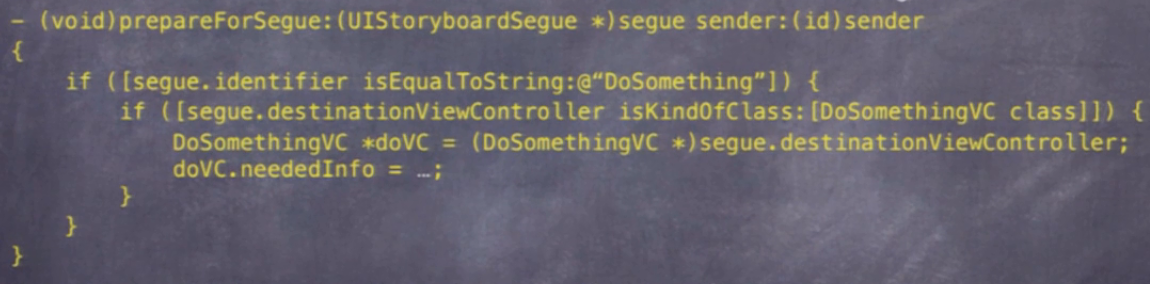 - (void)prepareForSegue:(UIStoryboardSegue *)segue sender:(id)sender
{
    if ([segue.identifier isEqualToString:@“DoSomething”]) {
        if ([segue.destinationViewController isKindOfClass:[DoSomethingVC class]]) {
            DoSomethingVC *doVC = (DoSomethingVC *)segue.destinationViewController;
            doVC.neededInfo = …;
        }
    }
}